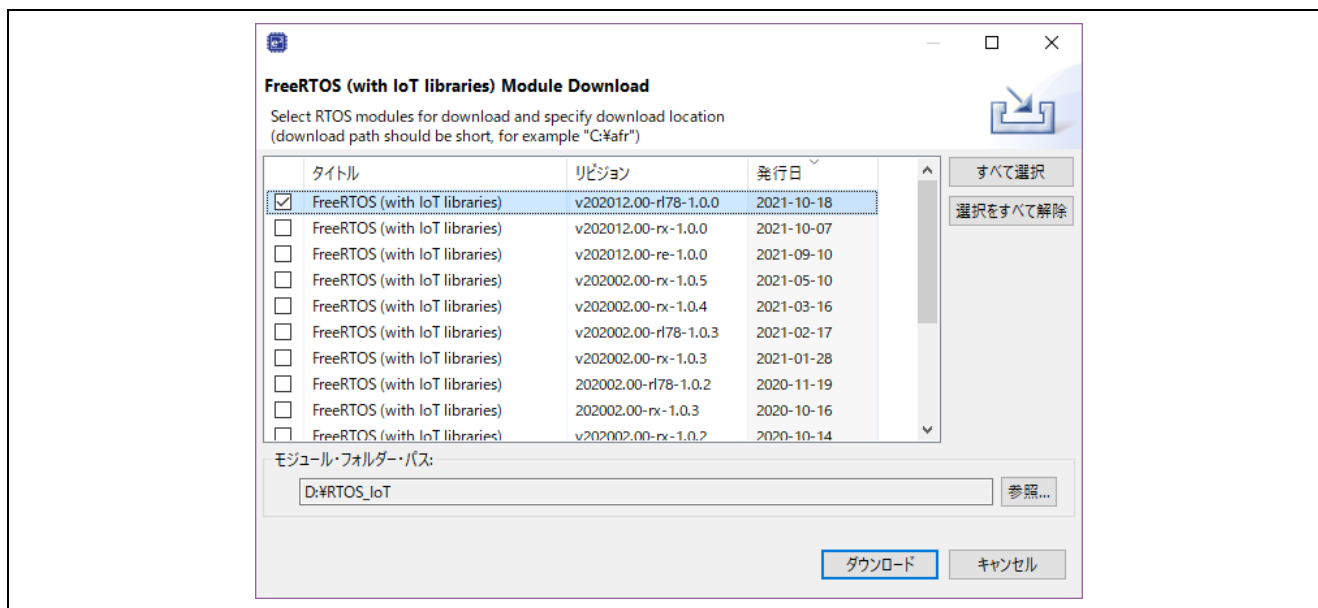 e²
FreeRTOS (with IoT libraries) Module Download
Select RTOS modules for download and specify download location
(download path should be short, for example "C:¥afr")
タイトル リビジョン 発行日
FreeRTOS (with IoT libraries) v202012.00-rl78-1.0.0 2021-10-18
FreeRTOS (with IoT libraries) v202012.00-rx-1.0.0 2021-10-07
FreeRTOS (with IoT libraries) v202012.00-re-1.0.0 2021-09-10
FreeRTOS (with IoT libraries) v202002.00-rx-1.0.5 2021-05-10
FreeRTOS (with IoT libraries) v202002.00-rx-1.0.4 2021-03-16
FreeRTOS (with IoT libraries) v202002.00-rl78-1.0.3 2021-02-17
FreeRTOS (with IoT libraries) v202002.00-rx-1.0.3 2021-01-28
FreeRTOS (with IoT libraries) 202002.00-rl78-1.0.2 2020-11-19
FreeRTOS (with IoT libraries) 202002.00-rx-1.0.3 2020-10-16
FreeRTOS (with IoT libraries) v202002.00-rx-1.0.2 2020-10-14
すべて選択
選択をすべて解除
モジュール・フォルダー・パス:
D:¥RTOS_IoT
参照...
ダウンロード キャンセル